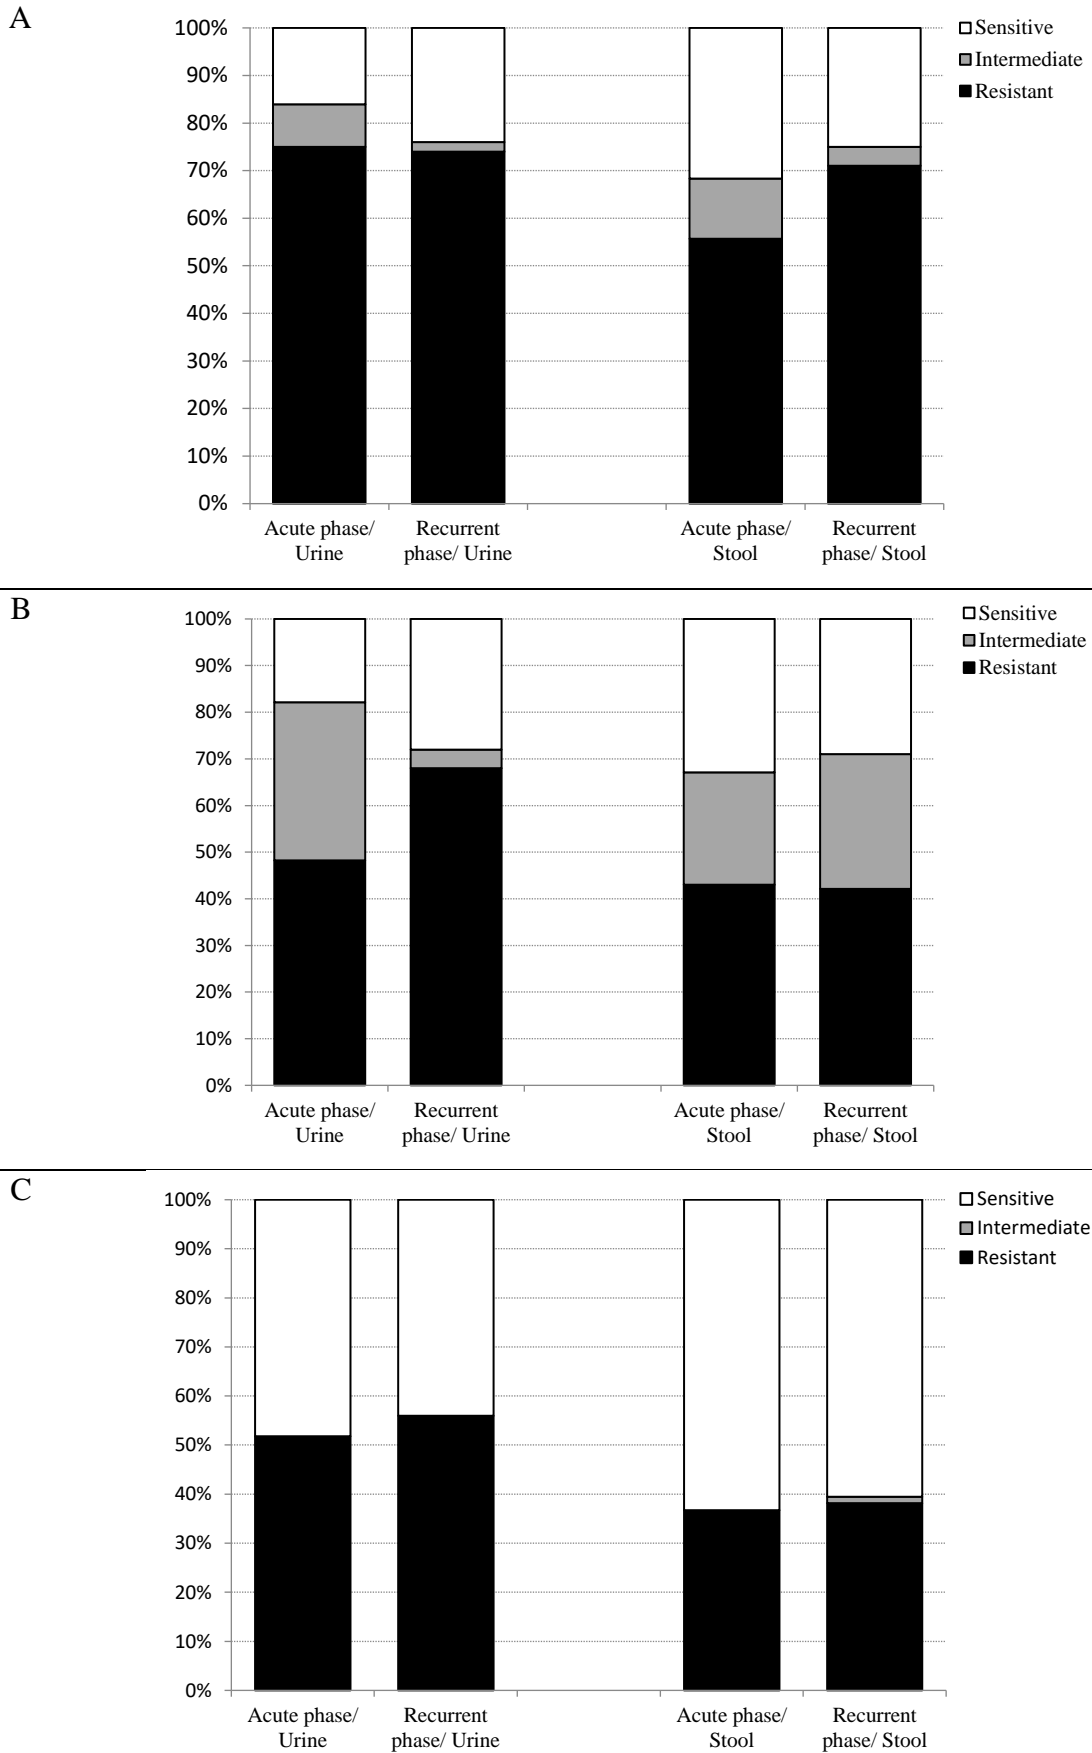 A
100%
90%
80%
70%
60%
50%
40%
30%
20%
10%
0%
Acute phase/
Urine
Recurrent
phase/ Urine
Acute phase/
Stool
Recurrent
phase/ Stool
Sensitive
Intermediate
Resistant
B
100%
90%
80%
70%
60%
50%
40%
30%
20%
10%
0%
Acute phase/
Urine
Recurrent
phase/ Urine
Acute phase/
Stool
Recurrent
phase/ Stool
Sensitive
Intermediate
Resistant
C
100%
90%
80%
70%
60%
50%
40%
30%
20%
10%
0%
Acute phase/
Urine
Recurrent
phase/ Urine
Acute phase/
Stool
Recurrent
phase/ Stool
Sensitive
Intermediate
Resistant